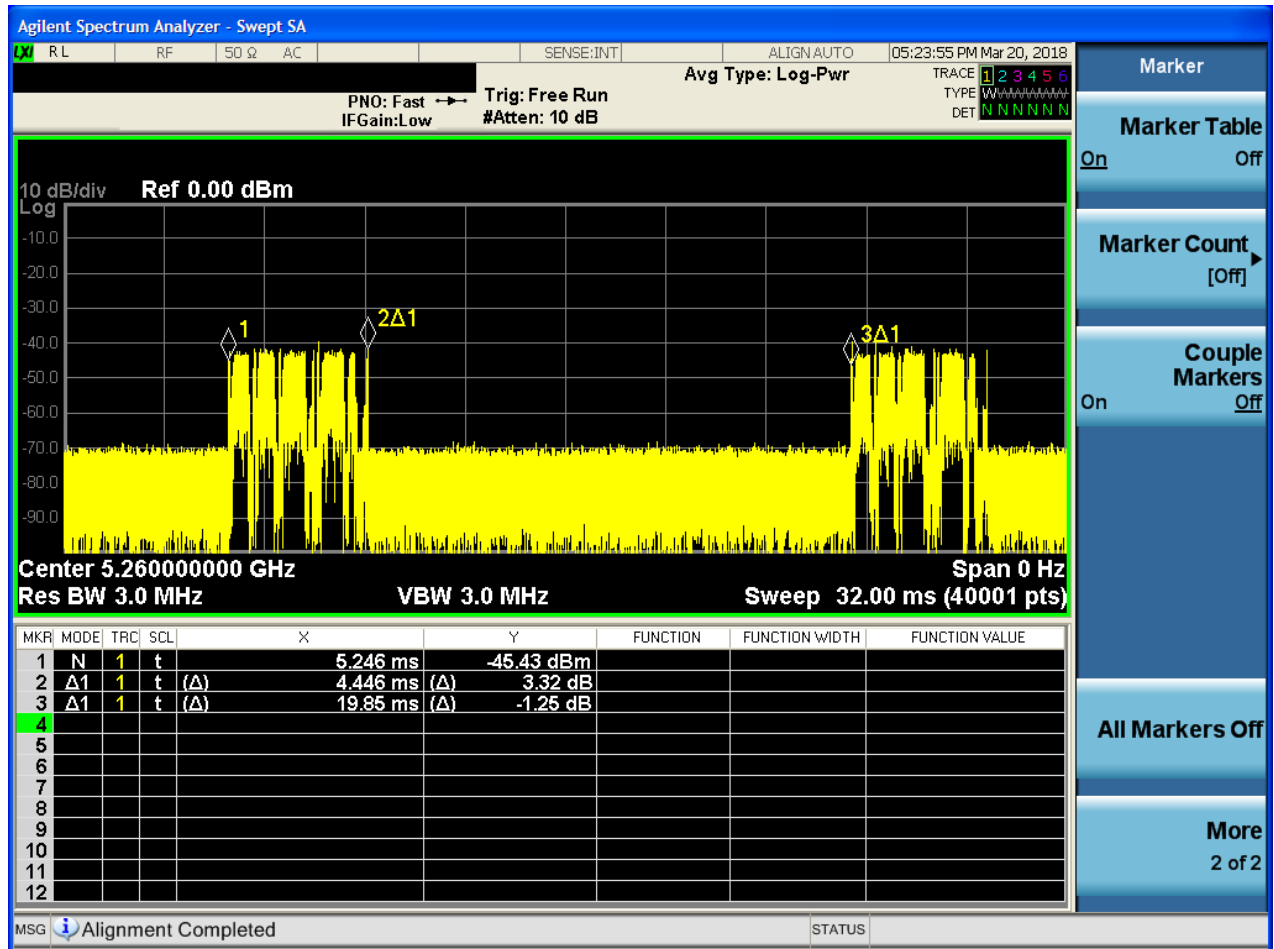 Agilent Spectrum Analyzer - Swept SA
LXI RL RF 50 Ω AC SENSE:INT ALIGN AUTO 05:23:55 PM Mar 20, 2018
PNO: Fast
IFGain:Low
Trig: Free Run
#Atten: 10 dB
Avg Type: Log-Pwr
TRACE 1 2 3 4 5 6
TYPE WWWWWW
DET N N N N N N
10 dB/div Ref 0.00 dBm
Log
-10.0
-20.0
-30.0
-40.0
-50.0
-60.0
-70.0
-80.0
-90.0
1
2Δ1
3Δ1
Center 5.260000000 GHz Span 0 Hz
Res BW 3.0 MHz VBW 3.0 MHz Sweep 32.00 ms (40001 pts)
MKR MODE TRC SCL X Y FUNCTION FUNCTION WIDTH FUNCTION VALUE
1 N 1 t 5.246 ms -45.43 dBm
2 Δ1 1 t (Δ) 4.446 ms (Δ) 3.32 dB
3 Δ1 1 t (Δ) 19.85 ms (Δ) -1.25 dB
4
5
6
7
8
9
10
11
12
MSG Alignment Completed STATUS
Marker
Marker Table
On Off
Marker Count
[Off]
Couple
Markers
On Off
All Markers Off
More
2 of 2